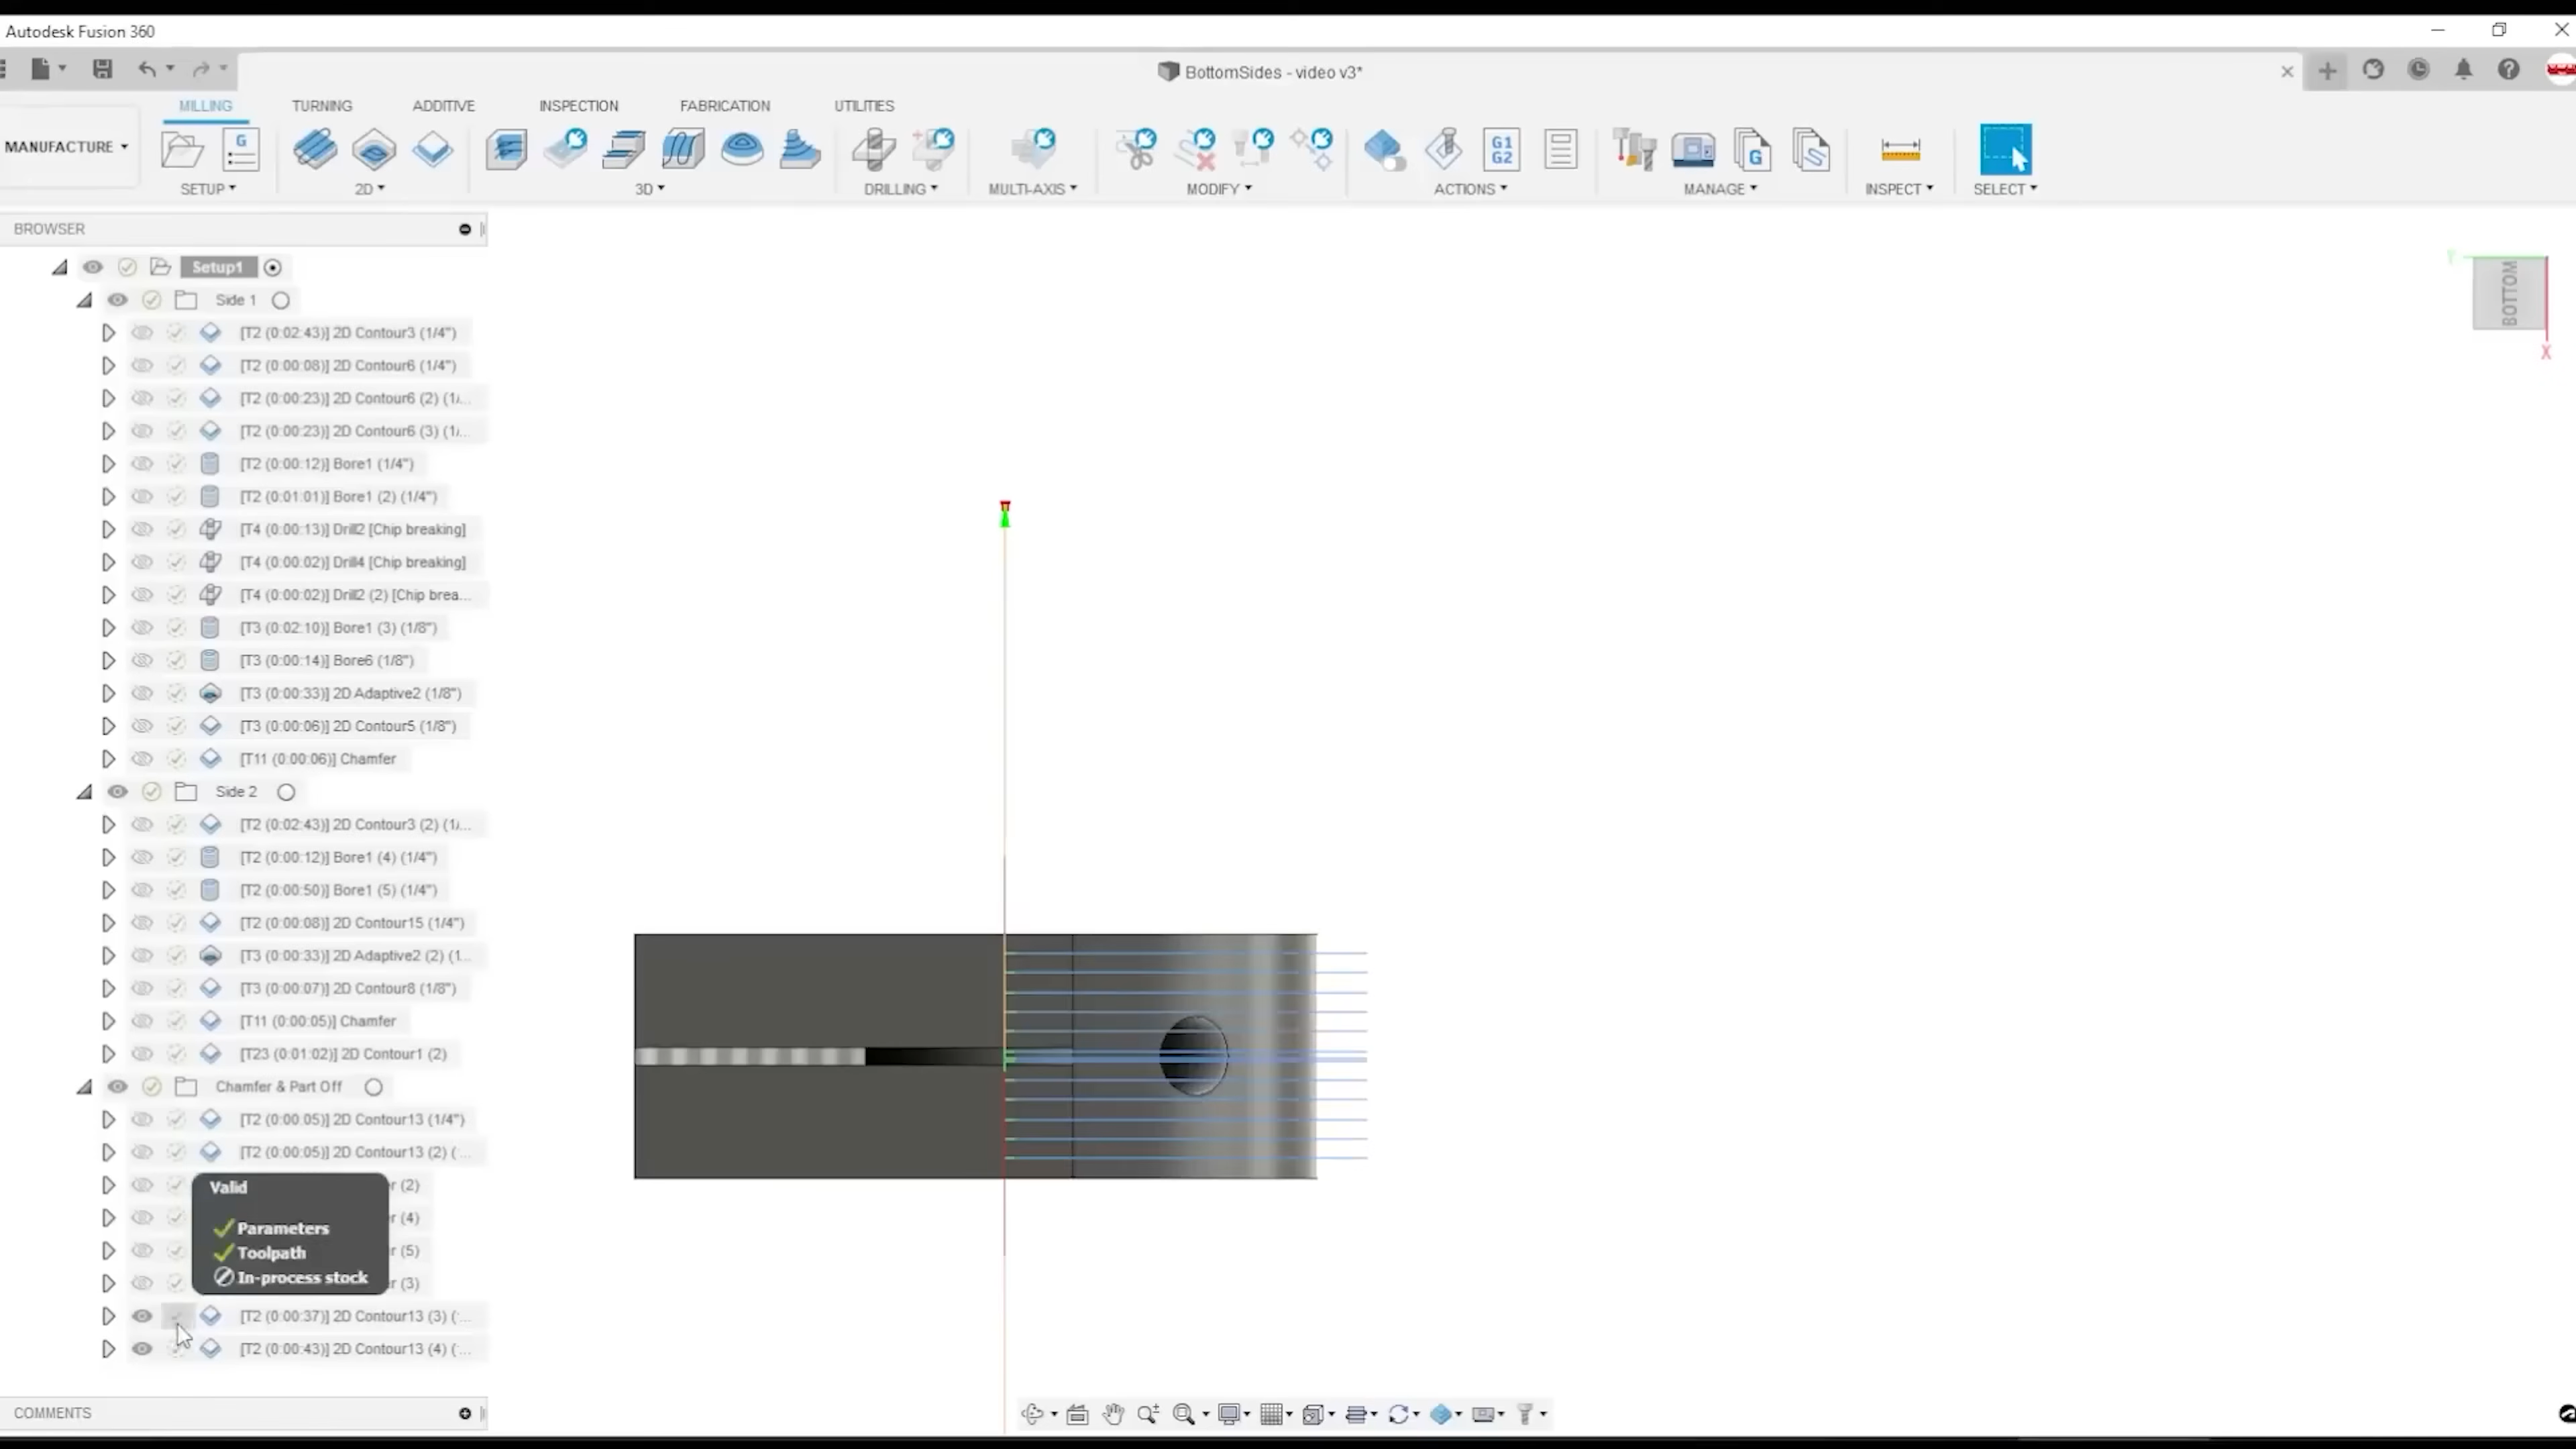 Autodesk Fusion 360
BottomSides - video v3*
MILLING TURNING ADDITIVE INSPECTION FABRICATION UTILITIES
MANUFACTURE
G
G1
G2
G
SETUP 2D 3D DRILLING MULTI-AXIS MODIFY ACTIONS MANAGE INSPECT SELECT
BROWSER
Setup1
Side 1
[T2 (0:02:43)] 2D Contour3 (1/4")
[T2 (0:00:08)] 2D Contour6 (1/4")
[T2 (0:00:23)] 2D Contour6 (2) (1/...
[T2 (0:00:23)] 2D Contour6 (3) (1/...
[T2 (0:00:12)] Bore1 (1/4")
[T2 (0:01:01)] Bore1 (2) (1/4")
[T4 (0:00:13)] Drill2 [Chip breaking]
[T4 (0:00:02)] Drill4 [Chip breaking]
[T4 (0:00:02)] Drill2 (2) [Chip brea...
[T3 (0:02:10)] Bore1 (3) (1/8")
[T3 (0:00:14)] Bore6 (1/8")
[T3 (0:00:33)] 2D Adaptive2 (1/8")
[T3 (0:00:06)] 2D Contour5 (1/8")
[T11 (0:00:06)] Chamfer
Side 2
[T2 (0:02:43)] 2D Contour3 (2) (1/...
[T2 (0:00:12)] Bore1 (4) (1/4")
[T2 (0:00:50)] Bore1 (5) (1/4")
[T2 (0:00:08)] 2D Contour15 (1/4")
[T3 (0:00:33)] 2D Adaptive2 (2) (1...
[T3 (0:00:07)] 2D Contour8 (1/8")
[T11 (0:00:05)] Chamfer
[T23 (0:01:02)] 2D Contour1 (2)
Chamfer & Part Off
[T2 (0:00:05)] 2D Contour13 (1/4")
[T2 (0:00:05)] 2D Contour13 (2) (...
r (2)
r (4)
r (5)
r (3)
Valid
Parameters
Toolpath
In-process stock
[T2 (0:00:37)] 2D Contour13 (3) (...
[T2 (0:00:43)] 2D Contour13 (4) (...
COMMENTS
Y
BOTTOM
X